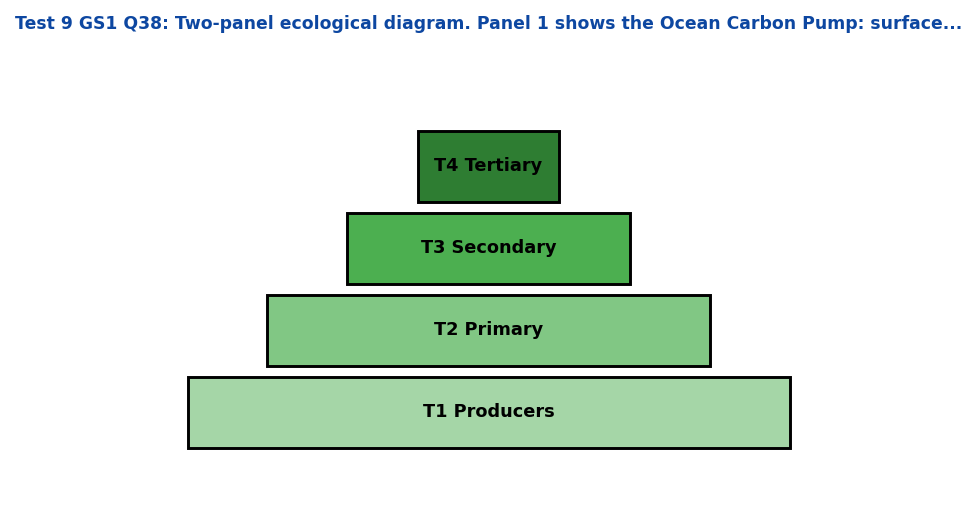 Test 9 GS1 Q38: Two-panel ecological diagram. Panel 1 shows the Ocean Carbon Pump: surface...
T4 Tertiary
T3 Secondary
T2 Primary
T1 Producers